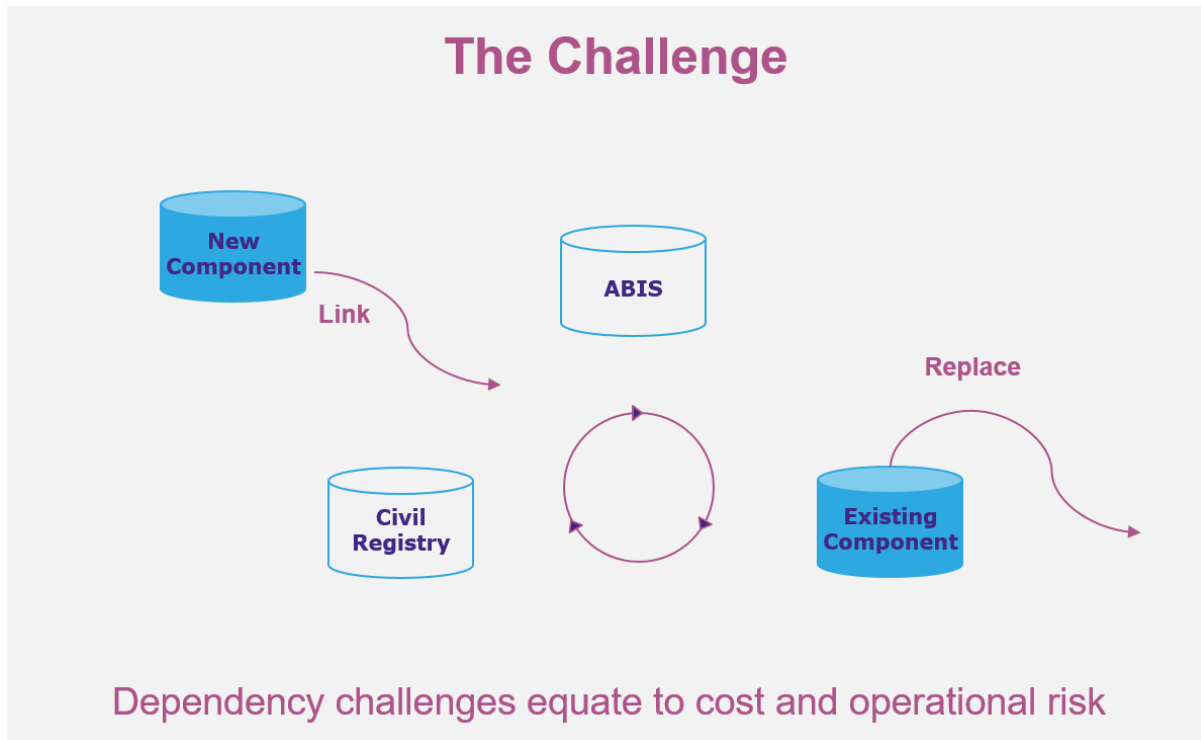 The Challenge
New
Component
Link
ABIS
Replace
Civil
Registry
Existing
Component
Dependency challenges equate to cost and operational risk